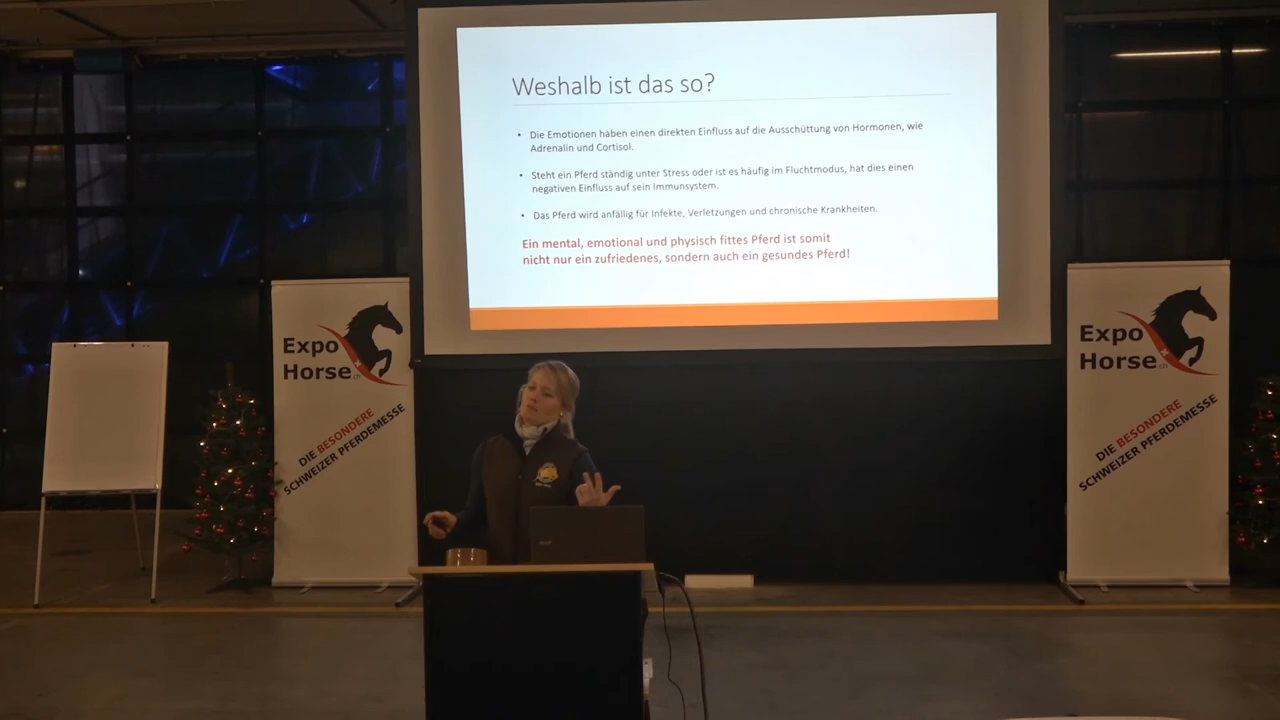 Weshalb ist das so?
• Die Emotionen haben einen direkten Einfluss auf die Ausschüttung von Hormonen, wie
Adrenalin und Cortisol.
• Steht ein Pferd ständig unter Stress oder ist es häufig im Fluchtmodus, hat dies einen
negativen Einfluss auf sein Immunsystem.
• Das Pferd wird anfällig für Infekte, Verletzungen und chronische Krankheiten.
Ein mental, emotional und physisch fittes Pferd ist somit
nicht nur ein zufriedenes, sondern auch ein gesundes Pferd!
Expo
Horse.ch
DIE BESONDERE
SCHWEIZER PFERDEMESSE
Expo
Horse.ch
DIE BESONDERE
SCHWEIZER PFERDEMESSE